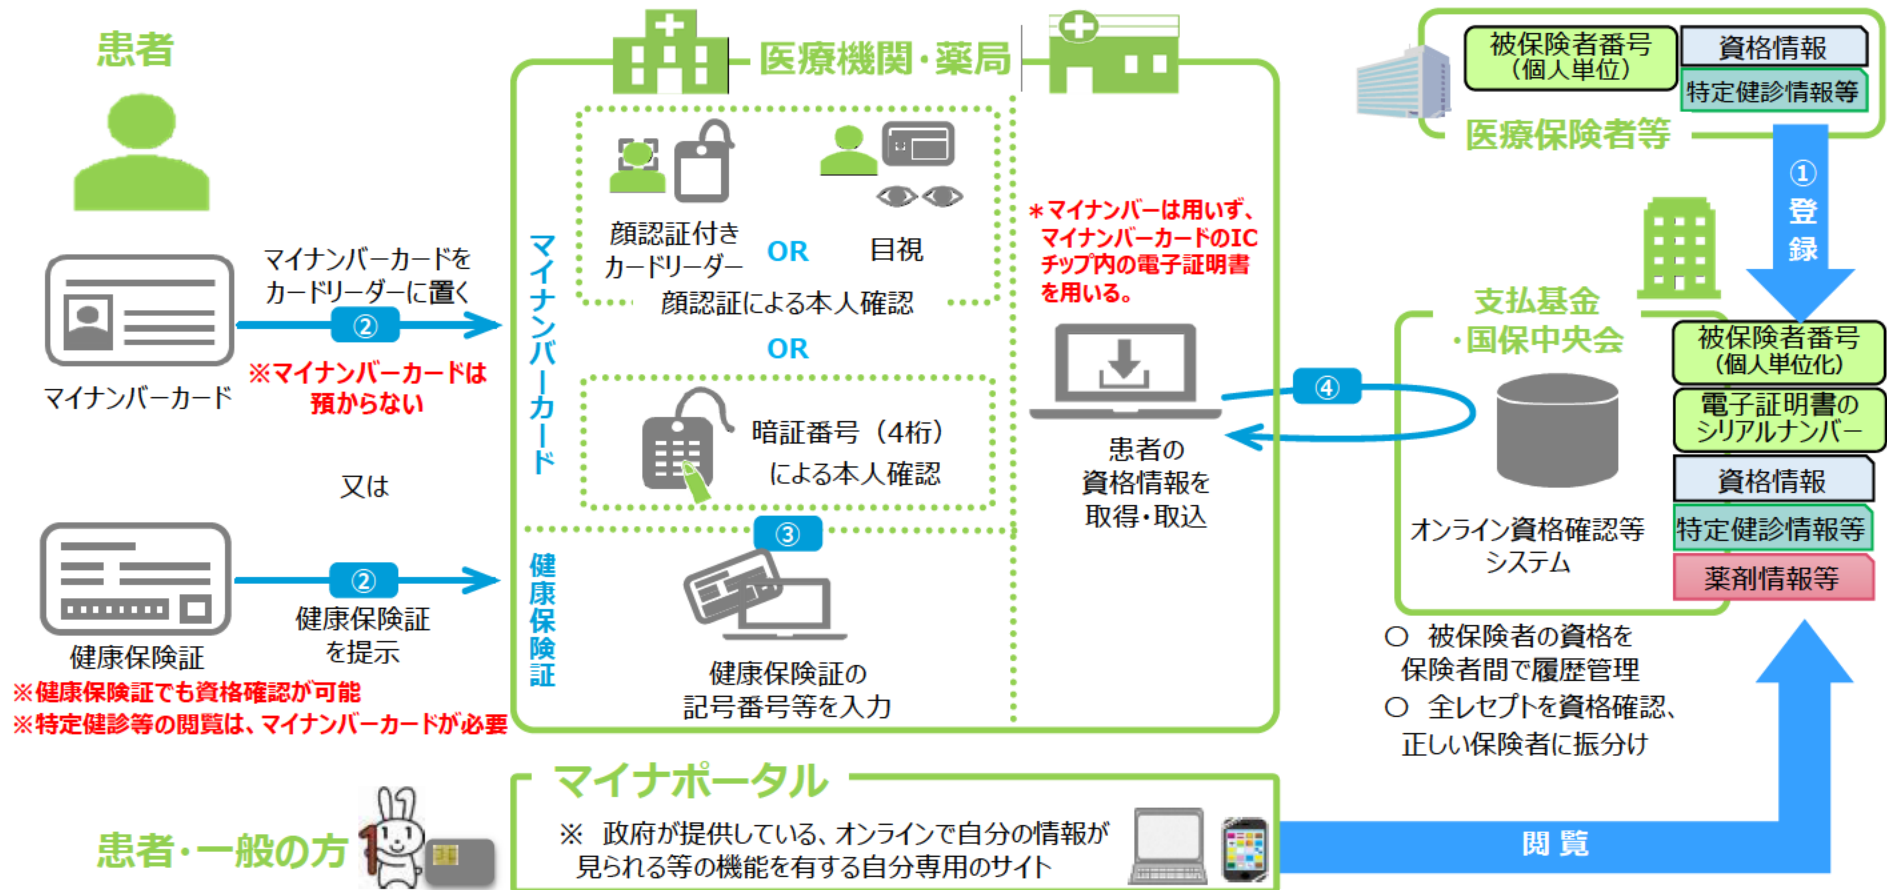 患者
マイナンバーカード
マイナンバーカードを
カードリーダーに置く
②
※マイナンバーカードは
預からない
又は
健康保険証
②
健康保険証
を提示
※健康保険証でも資格確認が可能
※特定健診等の閲覧は、マイナンバーカードが必要
医療機関・薬局
マイナンバーカード
顔認証付き
カードリーダー
OR
目視
顔認証による本人確認
OR
暗証番号（4桁）
による本人確認
③
健康保険証
健康保険証の
記号番号等を入力
＊マイナンバーは用いず、
マイナンバーカードのIC
チップ内の電子証明書
を用いる。
患者の
資格情報を
取得・取込
④
被保険者番号
（個人単位）
資格情報
特定健診情報等
医療保険者等
①
登
録
支払基金
・国保中央会
オンライン資格確認等
システム
被保険者番号
（個人単位化）
電子証明書の
シリアルナンバー
資格情報
特定健診情報等
薬剤情報等
○ 被保険者の資格を
保険者間で履歴管理
○ 全レセプトを資格確認、
正しい保険者に振分け
患者・一般の方
1
マイナポータル
※ 政府が提供している、オンラインで自分の情報が
見られる等の機能を有する自分専用のサイト
閲覧